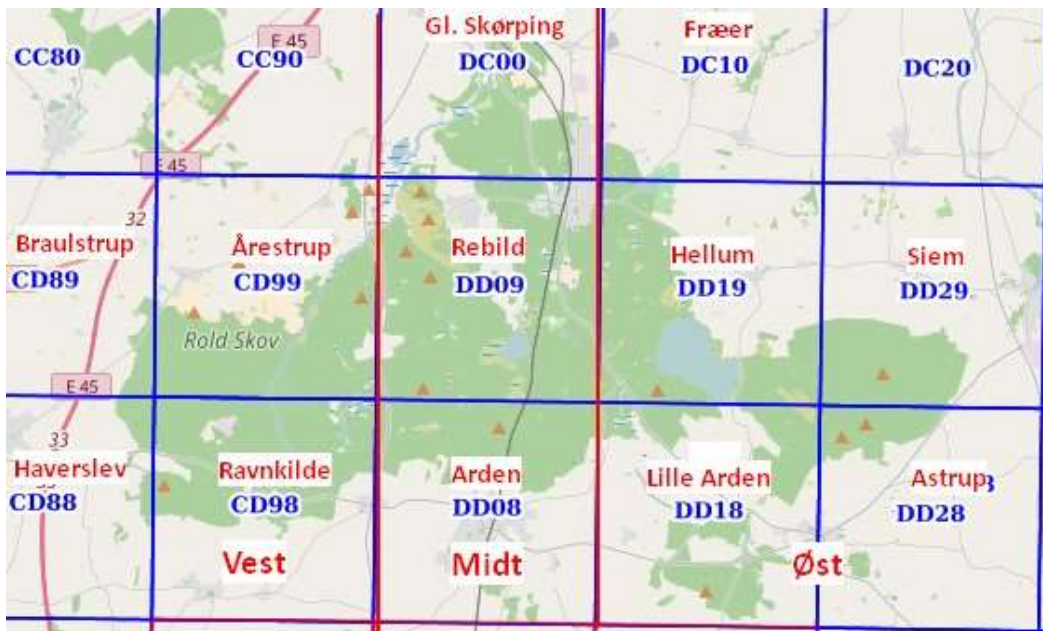 Gl. Skørping
Fræer
E 45
CC80
CC90
DC00
DC10
DC20
E 45
32
Braulstrup
Årestrup
Rebild
Hellum
Siem
CD89
CD99
DD09
DD19
DD29
Rold Skov
E 45
33
Haverslev
Ravnkilde
Arden
Lille Arden
Astrup
CD88
CD98
DD08
DD18
DD28
Vest
Midt
Øst